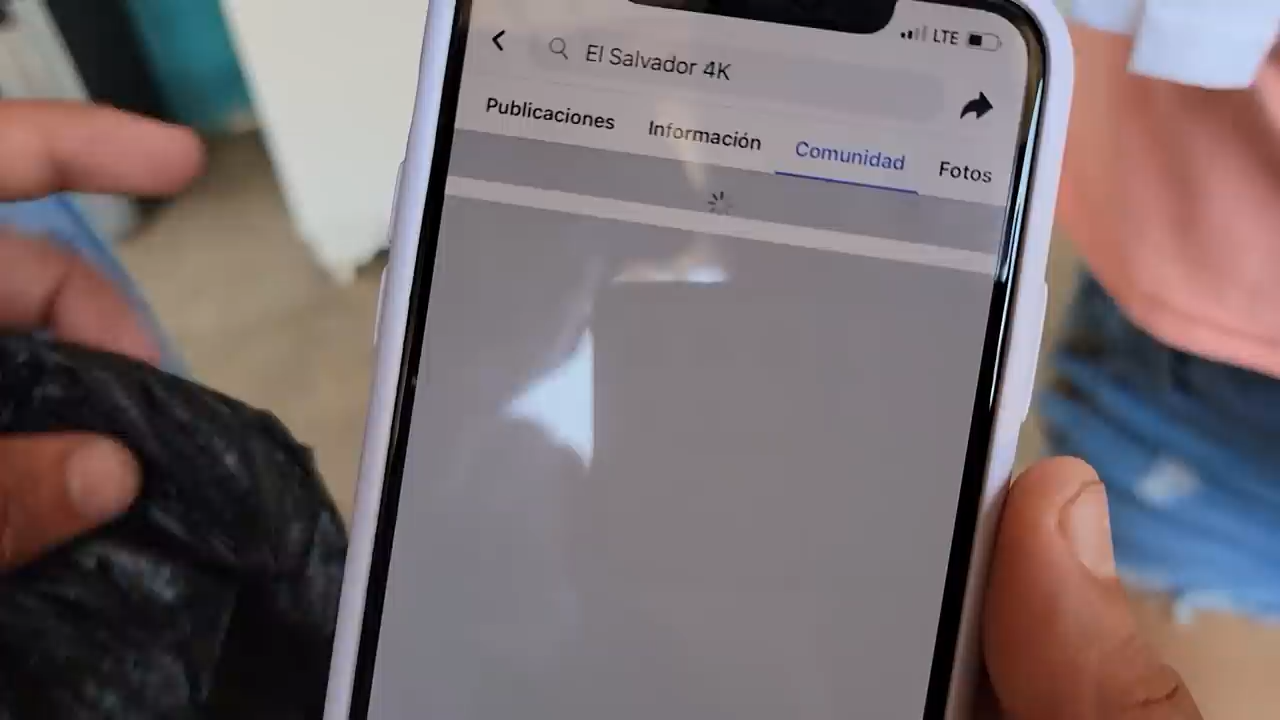 LTE
El Salvador 4K
Publicaciones Información Comunidad Fotos